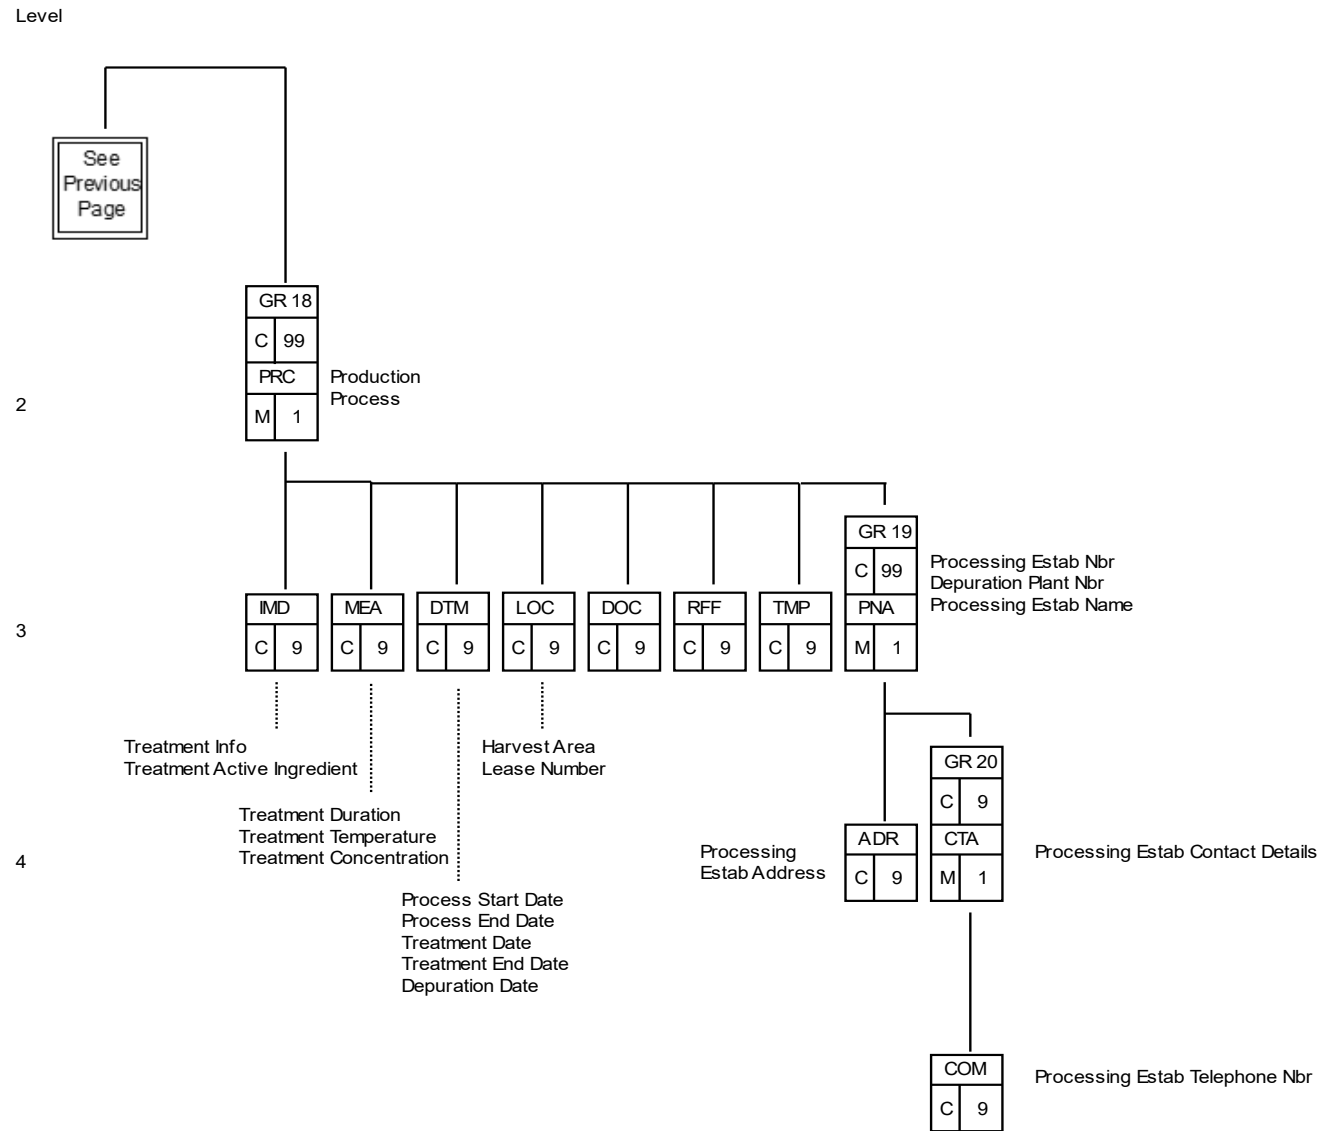 Level
See
Previous
Page
GR 18
C 99
PRC
M 1
Production
Process
2
GR 19
C 99
PNA
M 1
Processing Estab Nbr
Depuration Plant Nbr
Processing Estab Name
3
IMD
C 9
MEA
C 9
DTM
C 9
LOC
C 9
DOC
C 9
RFF
C 9
TMP
C 9
Treatment Info
Treatment Active Ingredient
Harvest Area
Lease Number
Treatment Duration
Treatment Temperature
Treatment Concentration
GR 20
C 9
CTA
M 1
4
Processing
Estab Address
ADR
C 9
Processing Estab Contact Details
Process Start Date
Process End Date
Treatment Date
Treatment End Date
Depuration Date
COM
C 9
Processing Estab Telephone Nbr